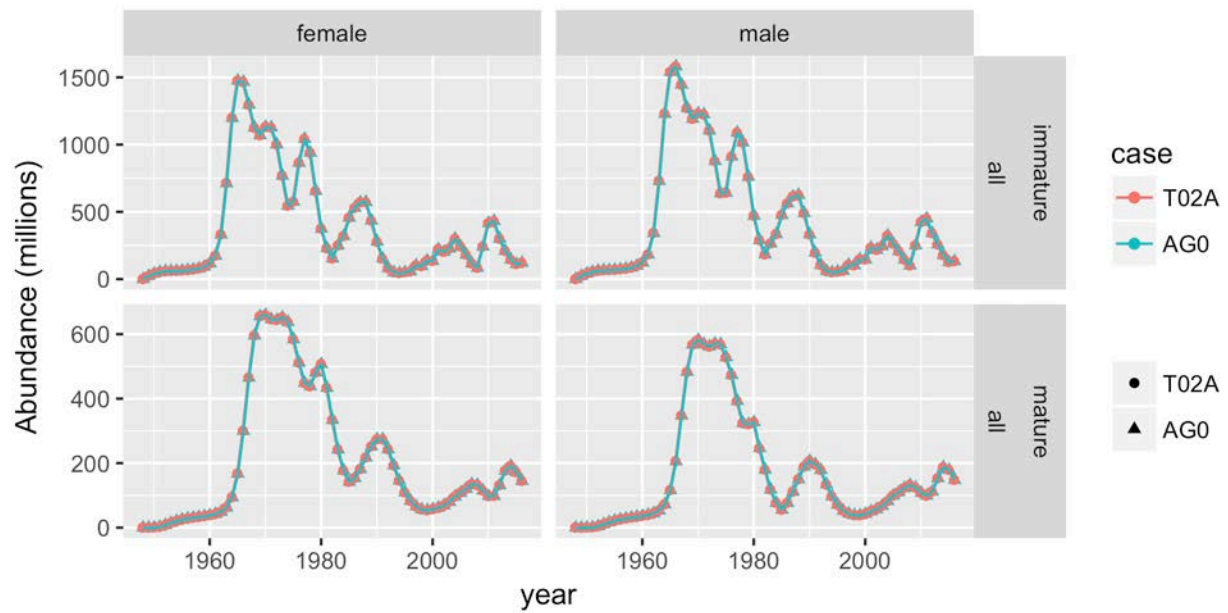 female
male
Abundance (millions)
1500
1000
500
0
immature
all
600
400
200
0
mature
all
1960
1980
2000
1960
1980
2000
year
case
T02A
AG0
T02A
AG0